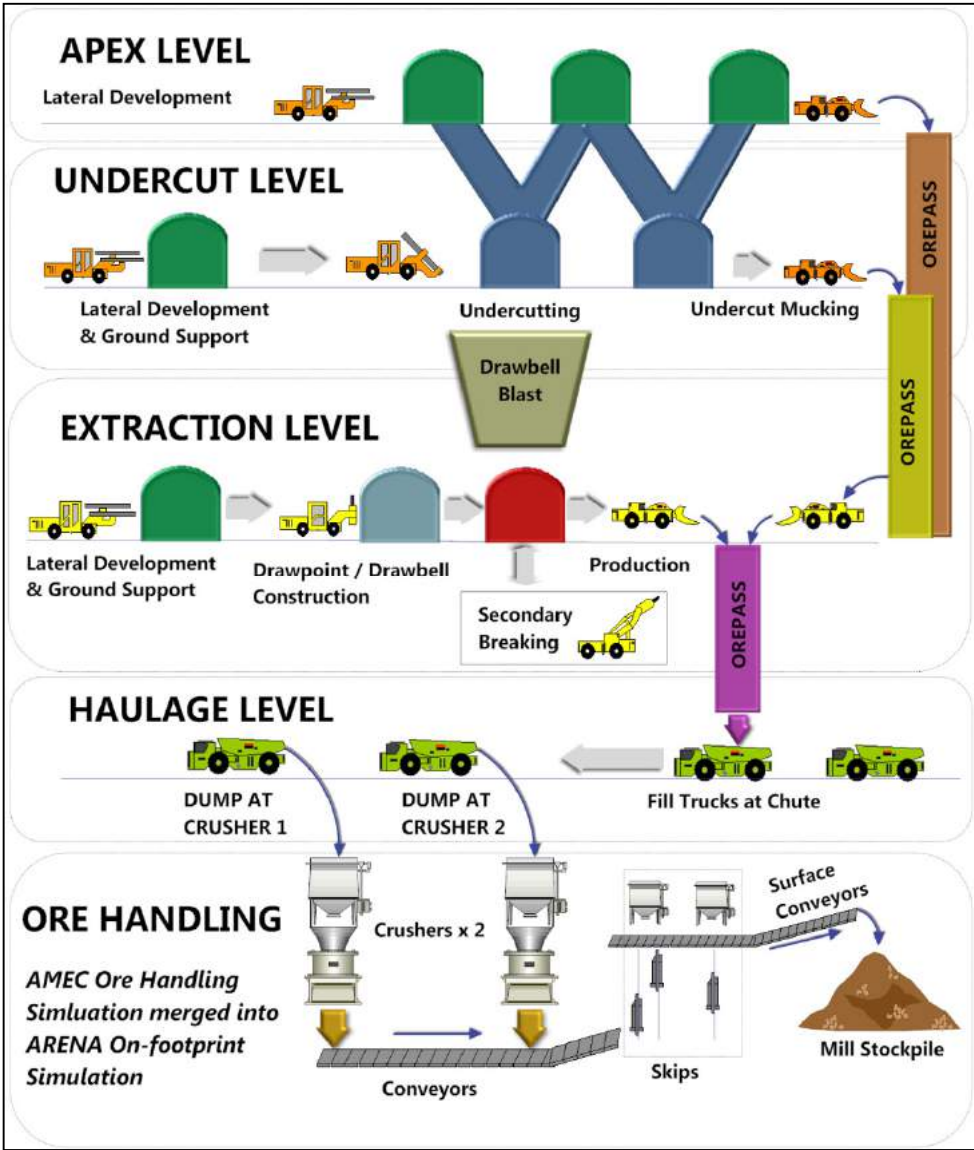 APEX LEVEL
Lateral Development
UNDERCUT LEVEL
OREPASS
Lateral Development
& Ground Support
Undercutting
Undercut Mucking
Drawbell
Blast
OREPASS
EXTRACTION LEVEL
Lateral Development
& Ground Support
Drawpoint / Drawbell
Construction
Production
Secondary
Breaking
OREPASS
HAULAGE LEVEL
DUMP AT
CRUSHER 1
DUMP AT
CRUSHER 2
Fill Trucks at Chute
ORE HANDLING
Crushers x 2
Surface
Conveyors
AMEC Ore Handling
Simluation merged into
ARENA On-footprint
Simulation
Conveyors
Skips
Mill Stockpile